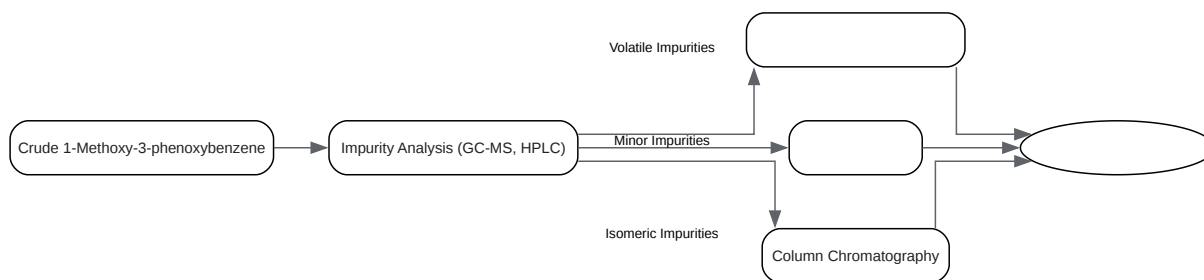 Volatile Impurities
Crude 1-Methoxy-3-phenoxybenzene
Impurity Analysis (GC-MS, HPLC)
Minor Impurities
Isomeric Impurities
Column Chromatography